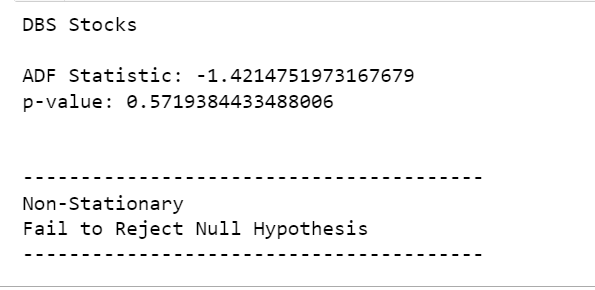 DBS Stocks
ADF Statistic: -1.4214751973167679
p-value: 0.5719384433488006
----------------------------------------
Non-Stationary
Fail to Reject Null Hypothesis
----------------------------------------